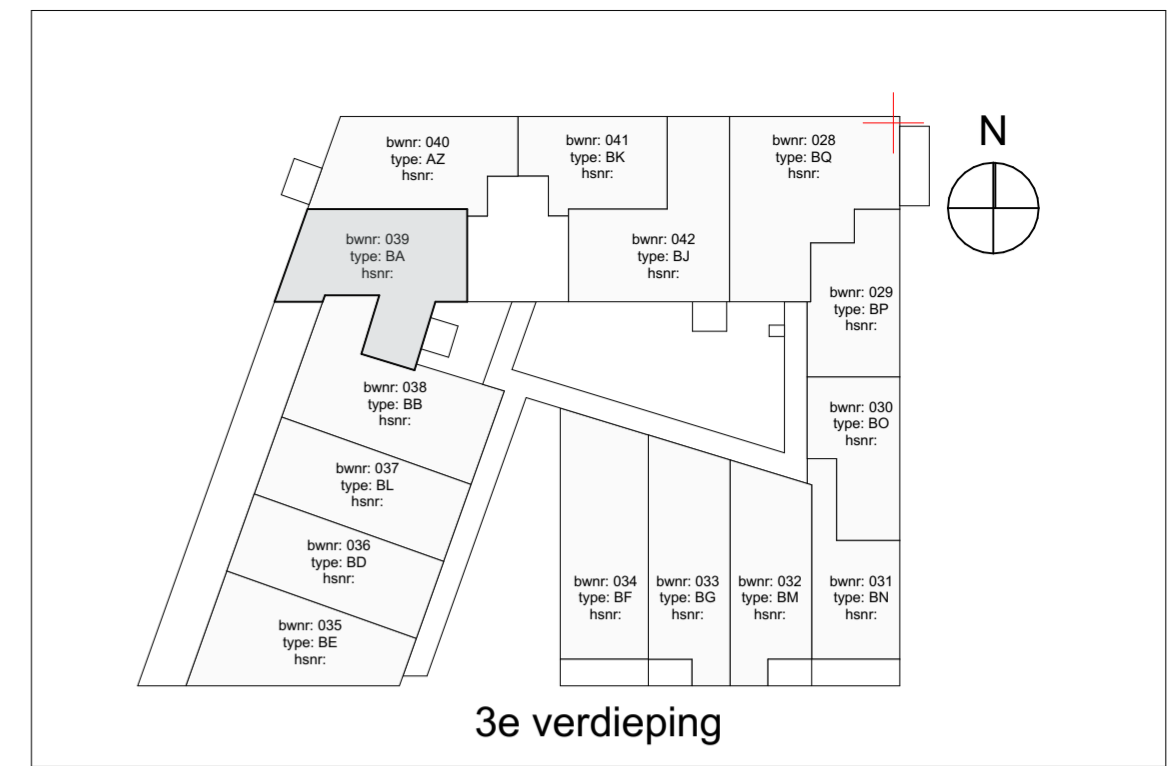 N
bwnr: 040
type: AZ
hsnr:
bwnr: 041
type: BK
hsnr:
bwnr: 028
type: BQ
hsnr:
bwnr: 039
type: BA
hsnr:
bwnr: 042
type: BJ
hsnr:
bwnr: 029
type: BP
hsnr:
bwnr: 038
type: BB
hsnr:
bwnr: 030
type: BO
hsnr:
bwnr: 037
type: BL
hsnr:
bwnr: 036
type: BD
hsnr:
bwnr: 034
type: BF
hsnr:
bwnr: 033
type: BG
hsnr:
bwnr: 032
type: BM
hsnr:
bwnr: 031
type: BN
hsnr:
bwnr: 035
type: BE
hsnr:
3e verdieping